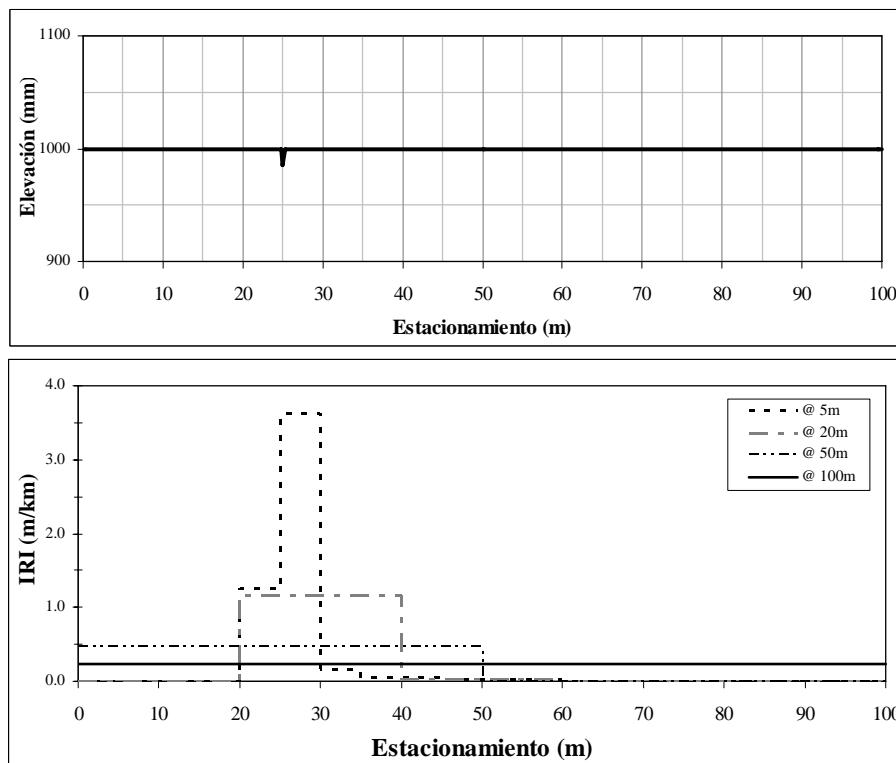 1100
1000
900
Elevación (mm)
0 10 20 30 40 50 60 70 80 90 100
Estacionamiento (m)
4.0
3.0
2.0
1.0
0.0
IRI (m/km)
@ 5m
@ 20m
@ 50m
@ 100m
0 10 20 30 40 50 60 70 80 90 100
Estacionamiento (m)